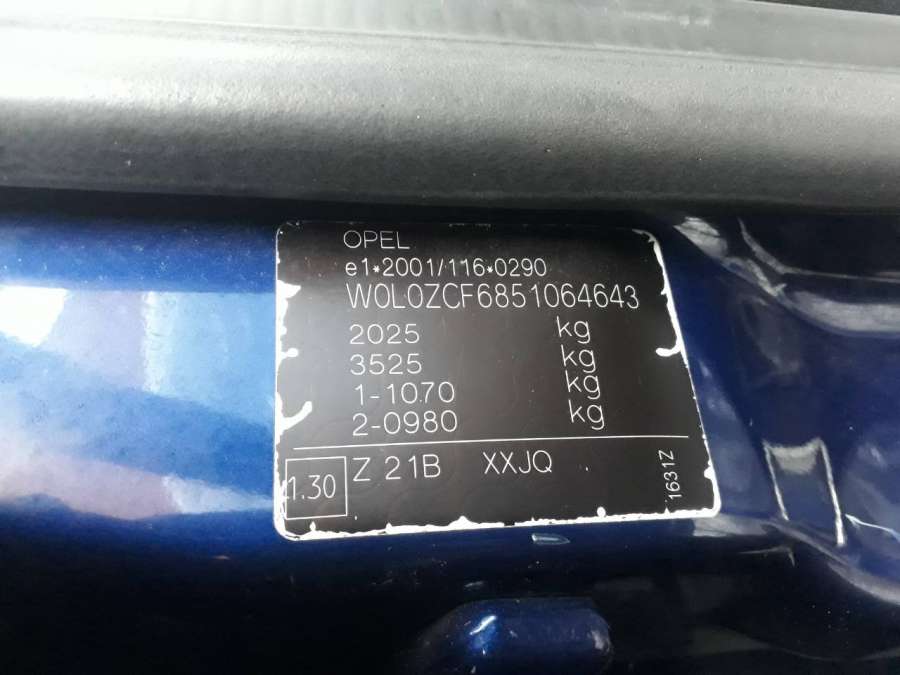 OPEL
e1*2001/116*0290
W0L0ZCF6851064643
2025 kg
3525 kg
1-1070 kg
2-0980 kg
1.30 Z 21B XXJQ
1631Z